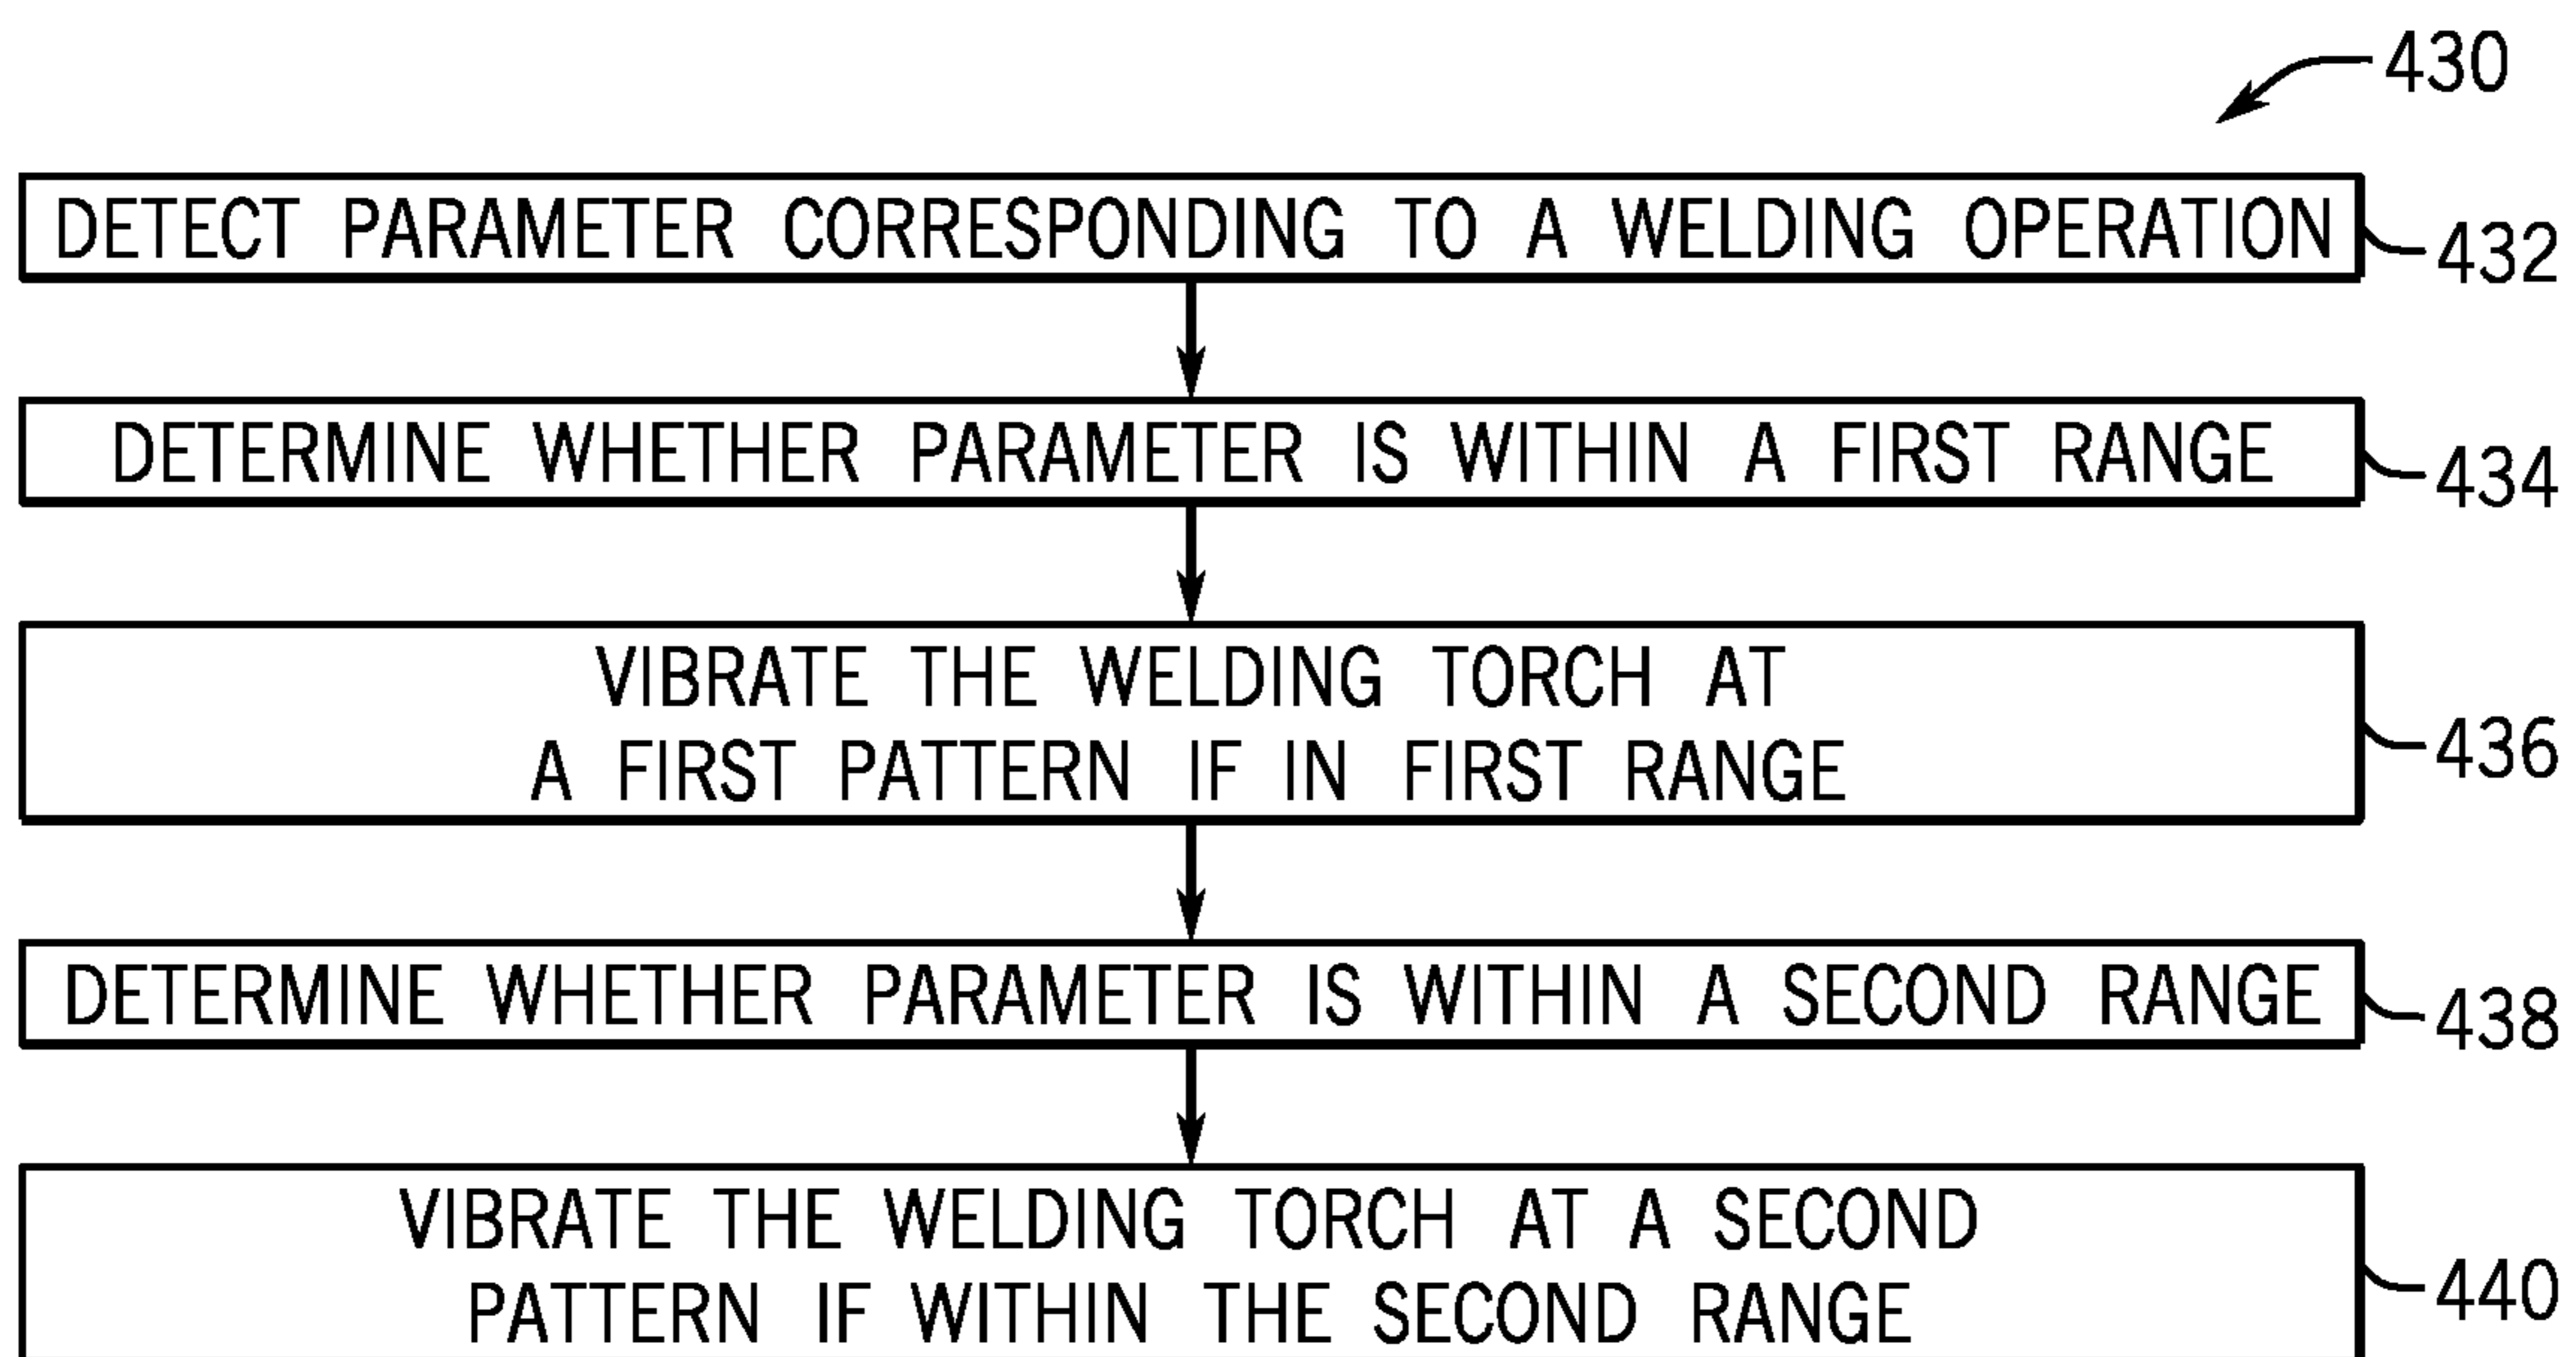 430
DETECT PARAMETER CORRESPONDING TO A WELDING OPERATION
432
DETERMINE WHETHER PARAMETER IS WITHIN A FIRST RANGE
434
VIBRATE THE WELDING TORCH AT
A FIRST PATTERN IF IN FIRST RANGE
436
DETERMINE WHETHER PARAMETER IS WITHIN A SECOND RANGE
438
VIBRATE THE WELDING TORCH AT A SECOND
PATTERN IF WITHIN THE SECOND RANGE
440